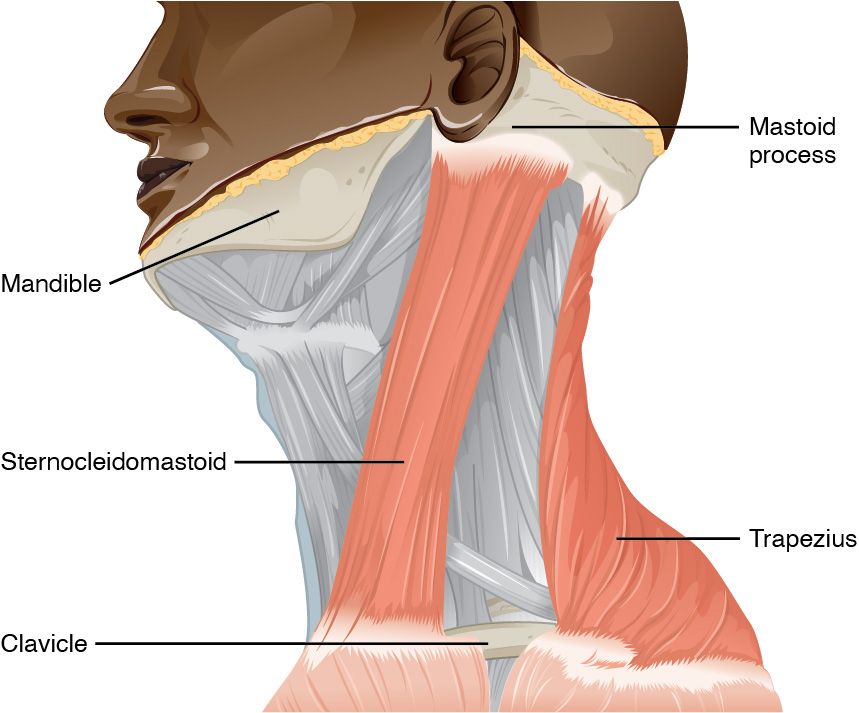 Mastoid
process
Mandible
Sternocleidomastoid
Trapezius
Clavicle